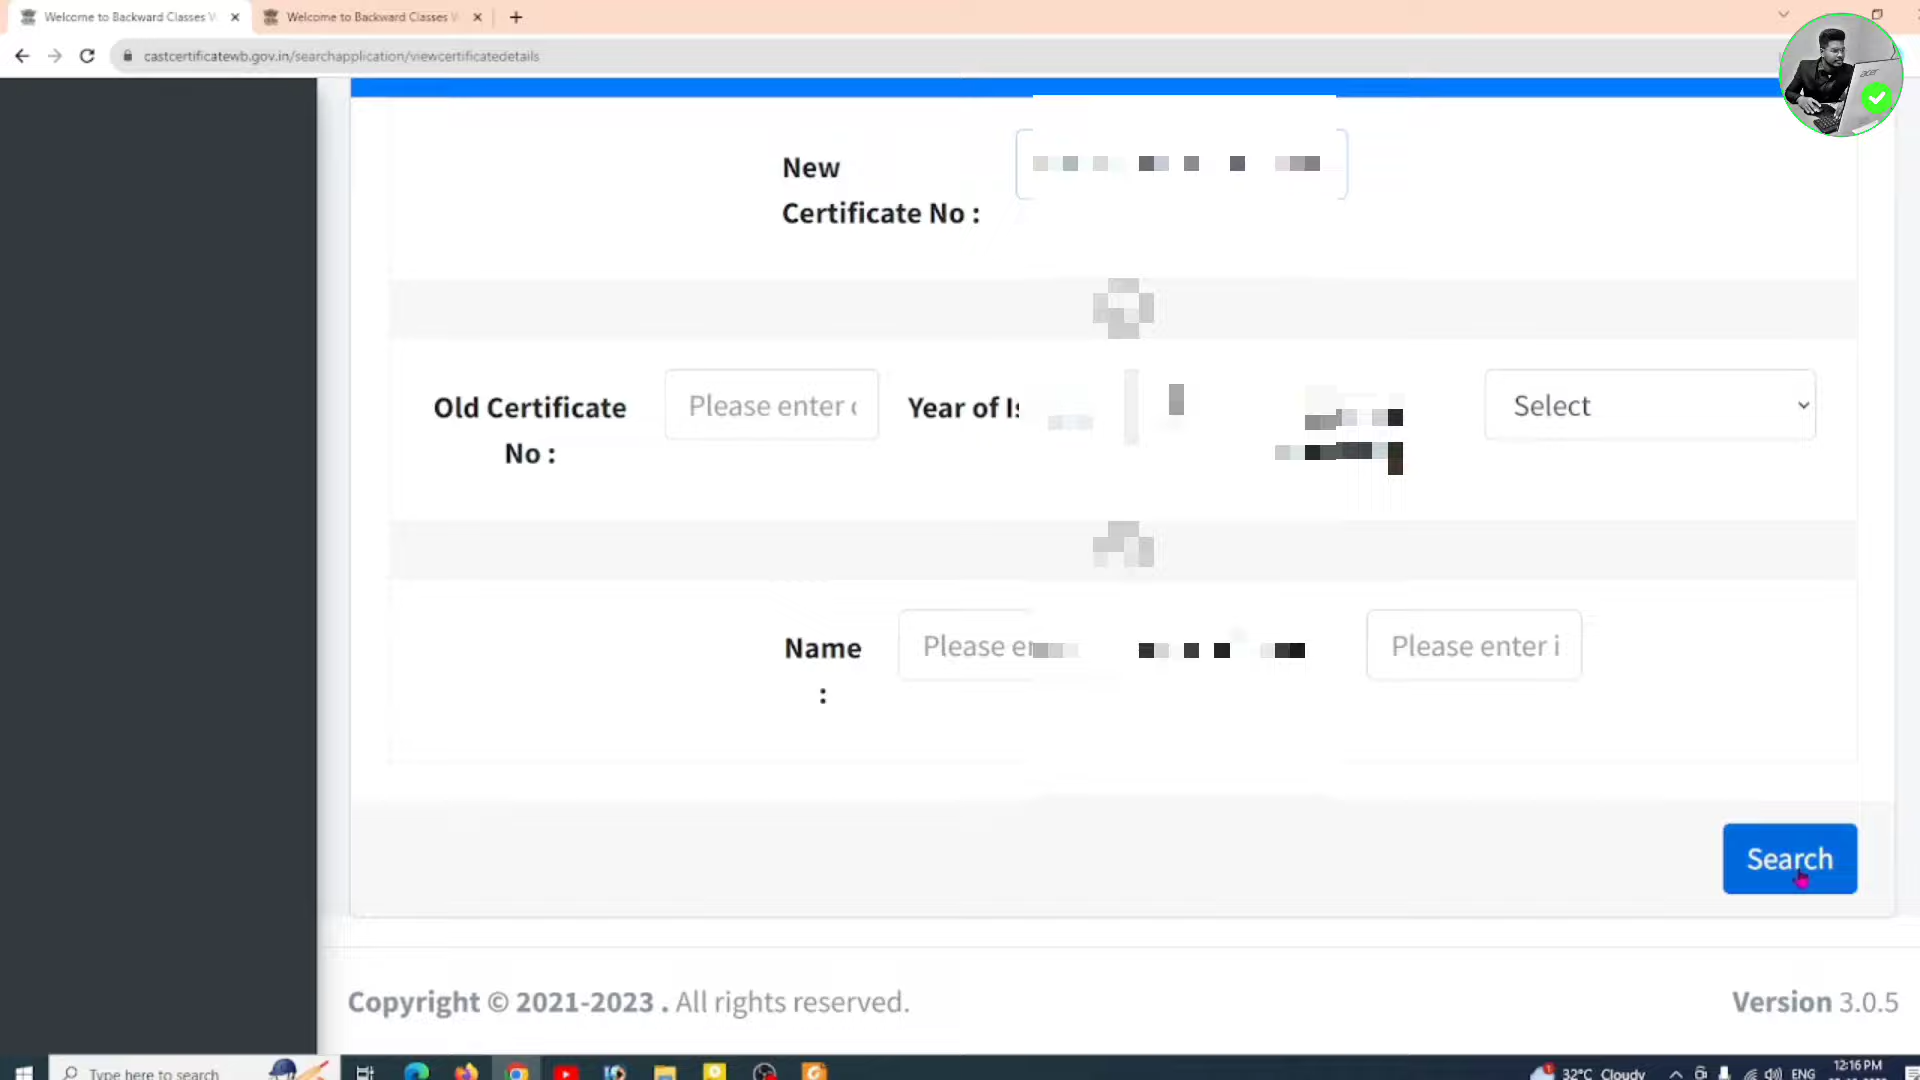 Welcome to Backward Classes W
Welcome to Backward Classes W
castcertificatewb.gov.in/searchapplication/viewcertificatedetails
acer
New
Certificate No :
Old Certificate
No :
Please enter
Year of
Select
Name
:
Please
Please enter i
Search
Copyright © 2021-2023 . All rights reserved.
Version 3.0.5
Type here to search
32°C Cloudy
ENG
12:16 PM